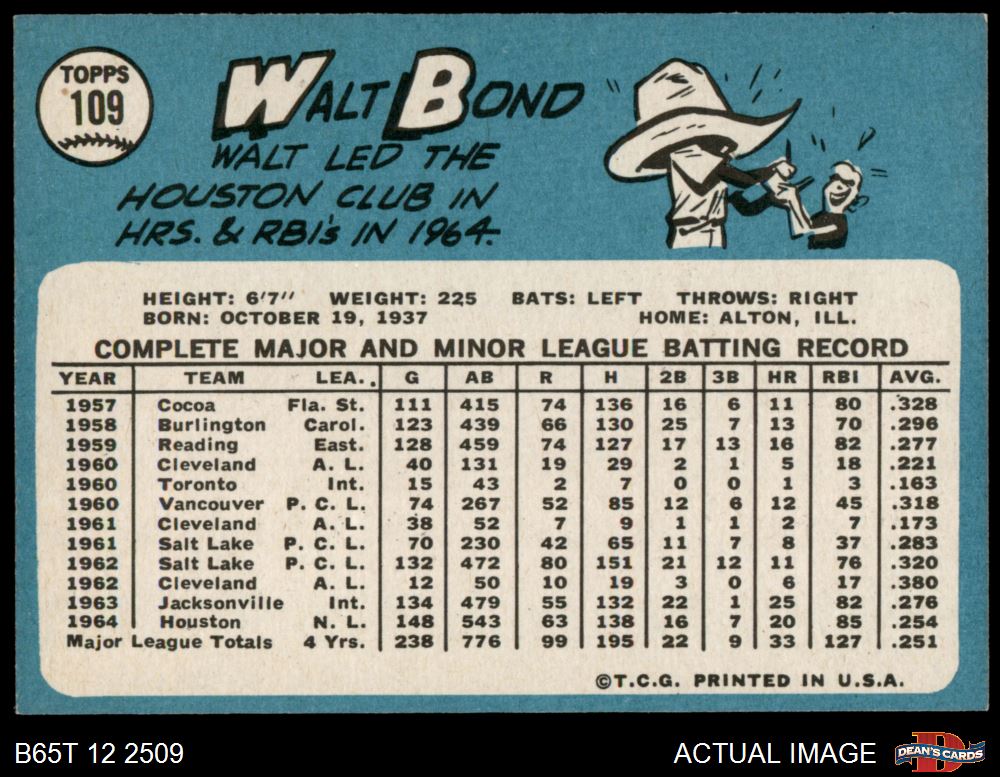 TOPPS
109
WALT BOND
WALT LED THE
HOUSTON CLUB IN
HRS. & RBI's IN 1964.
HEIGHT: 6'7" WEIGHT: 225 BATS: LEFT THROWS: RIGHT
BORN: OCTOBER 19, 1937 HOME: ALTON, ILL.
COMPLETE MAJOR AND MINOR LEAGUE BATTING RECORD
YEAR TEAM LEA. G AB R H 2B 3B HR RBI AVG.
1957 Cocoa Fla. St. 111 415 74 136 16 6 11 80 .328
1958 Burlington Carol. 123 439 66 130 25 7 13 70 .296
1959 Reading East. 128 459 74 127 17 13 16 82 .277
1960 Cleveland A. L. 40 131 19 29 2 1 5 18 .221
1960 Toronto Int. 15 43 2 7 0 0 1 3 .163
1960 Vancouver P. C. L. 74 267 52 85 12 6 12 45 .318
1961 Cleveland A. L. 38 52 7 9 1 1 2 7 .173
1961 Salt Lake P. C. L. 70 230 42 65 11 7 8 37 .283
1962 Salt Lake P. C. L. 132 472 80 151 21 12 11 76 .320
1962 Cleveland A. L. 12 50 10 19 3 0 6 17 .380
1963 Jacksonville Int. 134 479 55 132 22 1 25 82 .276
1964 Houston N. L. 148 543 63 138 16 7 20 85 .254
Major League Totals 4 Yrs. 238 776 99 195 22 9 33 127 .251
©T.C.G. PRINTED IN U.S.A.
B65T 12 2509 ACTUAL IMAGE DEAN'S CARDS